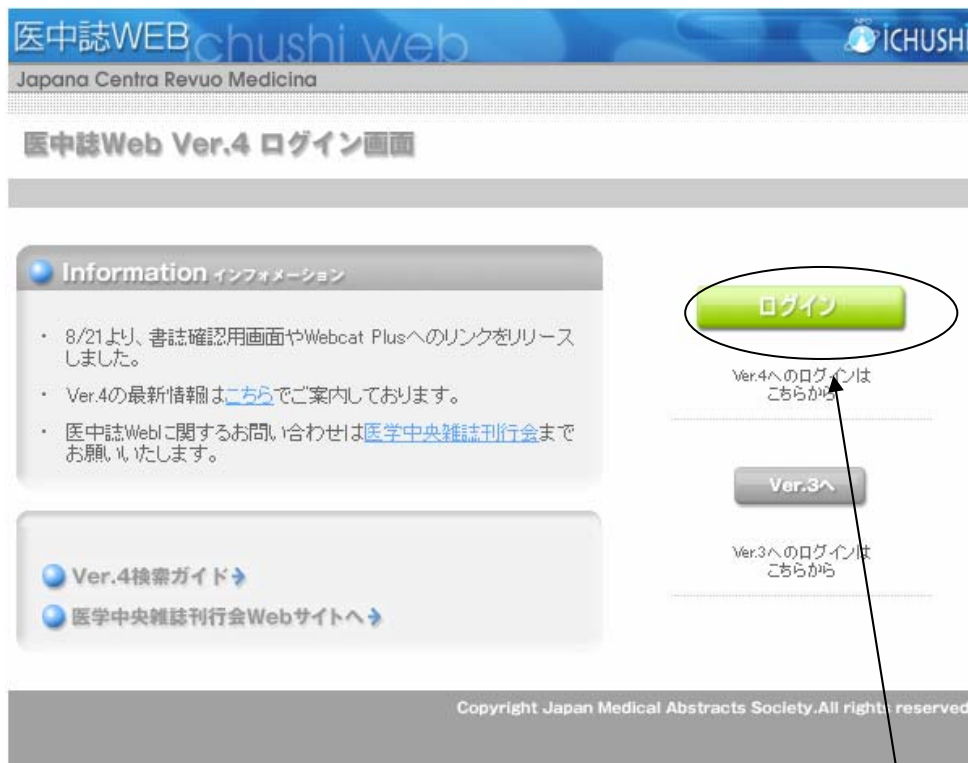 医中誌WEB
ichushi web
NPO
iCHUSHI
Japana Centra Revuo Medicina
医中誌Web Ver.4 ログイン画面
Information インフォメーション
・ 8/21より、書誌確認用画面やWebcat Plusへのリンクをリリース
しました。
・ Ver.4の最新情報はこちらでご案内しております。
・ 医中誌Webに関するお問い合わせは医学中央雑誌刊行会まで
お願いいたします。
Ver.4検索ガイド
医学中央雑誌刊行会Webサイトへ
ログイン
Ver.4へのログインは
こちらから
Ver.3へ
Ver.3へのログインは
こちらから
Copyright Japan Medical Abstracts Society.All rights reserved